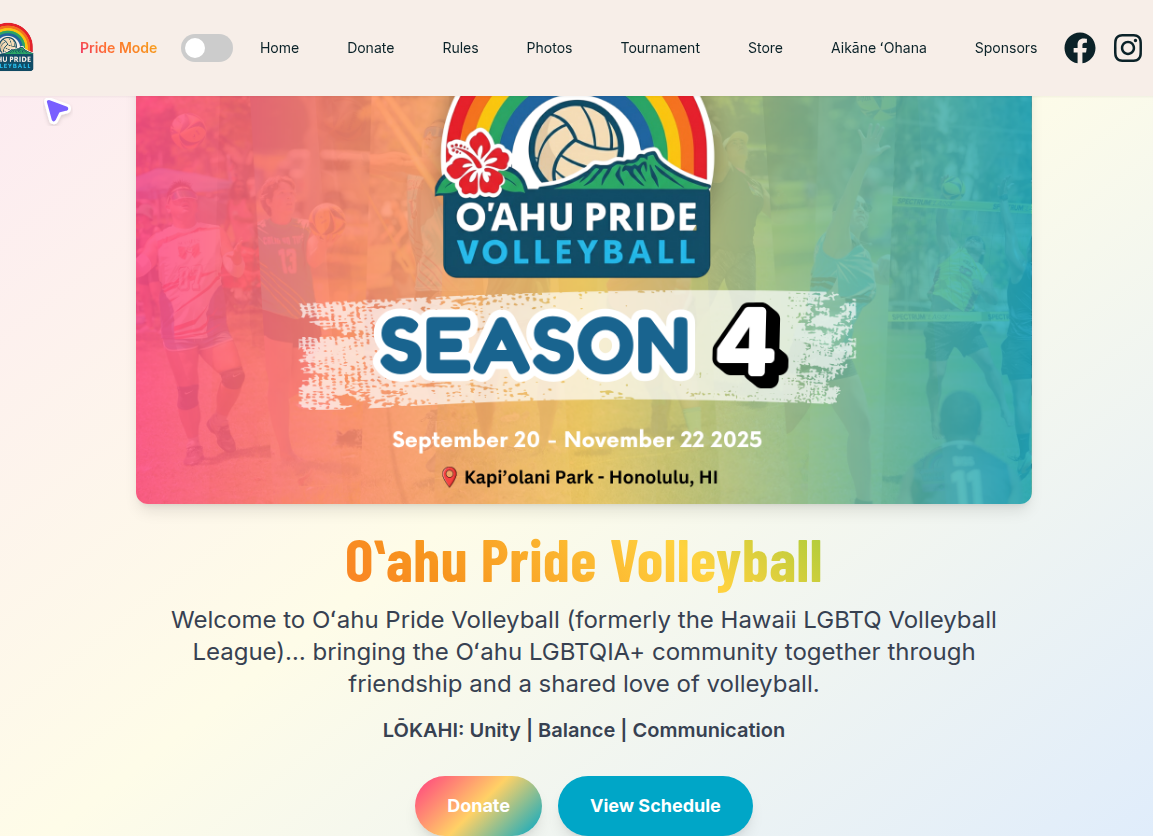 HU PRIDE
LLEYBALL
Pride Mode
Home
Donate
Rules
Photos
Tournament
Store
Aikāne ʻOhana
Sponsors
O'AHU PRIDE
VOLLEYBALL
SEASON 4
September 20 - November 22 2025
Kapi'olani Park - Honolulu, HI
Oʻahu Pride Volleyball
Welcome to Oʻahu Pride Volleyball (formerly the Hawaii LGBTQ Volleyball
League)... bringing the Oʻahu LGBTQIA+ community together through
friendship and a shared love of volleyball.
LŌKAHI: Unity | Balance | Communication
Donate
View Schedule